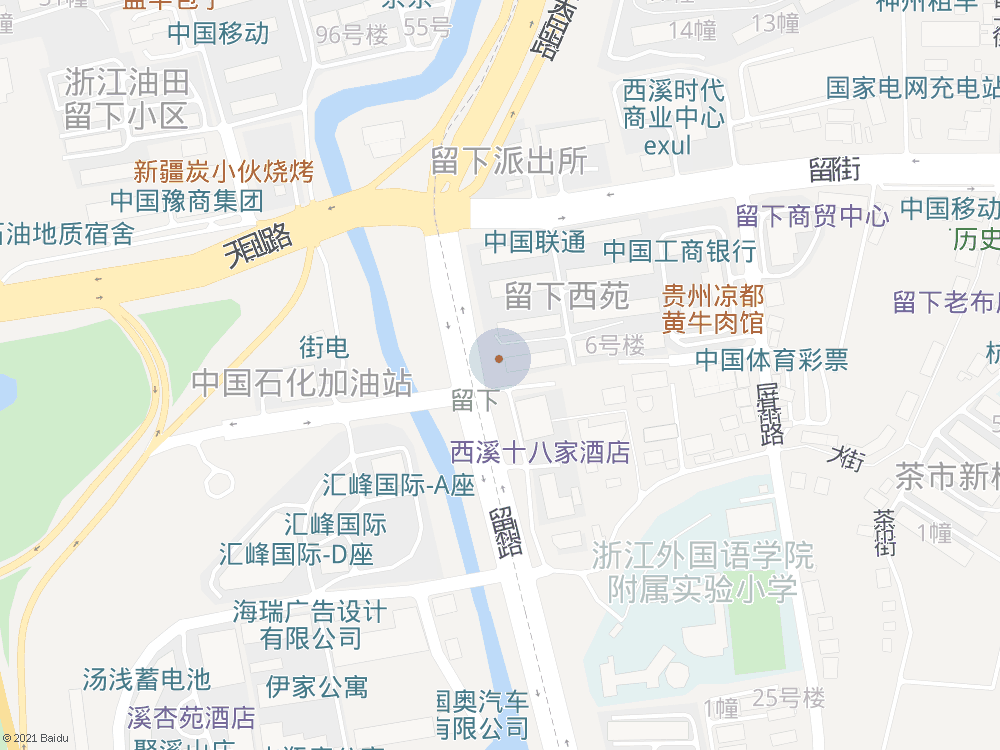 中国移动
96号楼
55号
14幢
13幢
神州租车
浙江油田
留下小区
西溪时代
商业中心
exul
国家电网充电站
留下派出所
留街
新疆炭小伙烧烤
中国豫商集团
石油地质宿舍
留下商贸中心
中国移动
历史
天目山路
中国联通
中国工商银行
留下西苑
贵州凉都
黄牛肉馆
留下老布
6号楼
街电
中国体育彩票
中国石化加油站
留下
西溪十八家酒店
大街
茶市新村
茶市街
1幢
汇峰国际-A座
汇峰国际
汇峰国际-D座
浙江外国语学院
附属实验小学
海瑞广告设计
有限公司
汤浅蓄电池
伊家公寓
溪杏苑酒店
国奥汽车
有限公司
25号楼
1幢
© 2021 Baidu